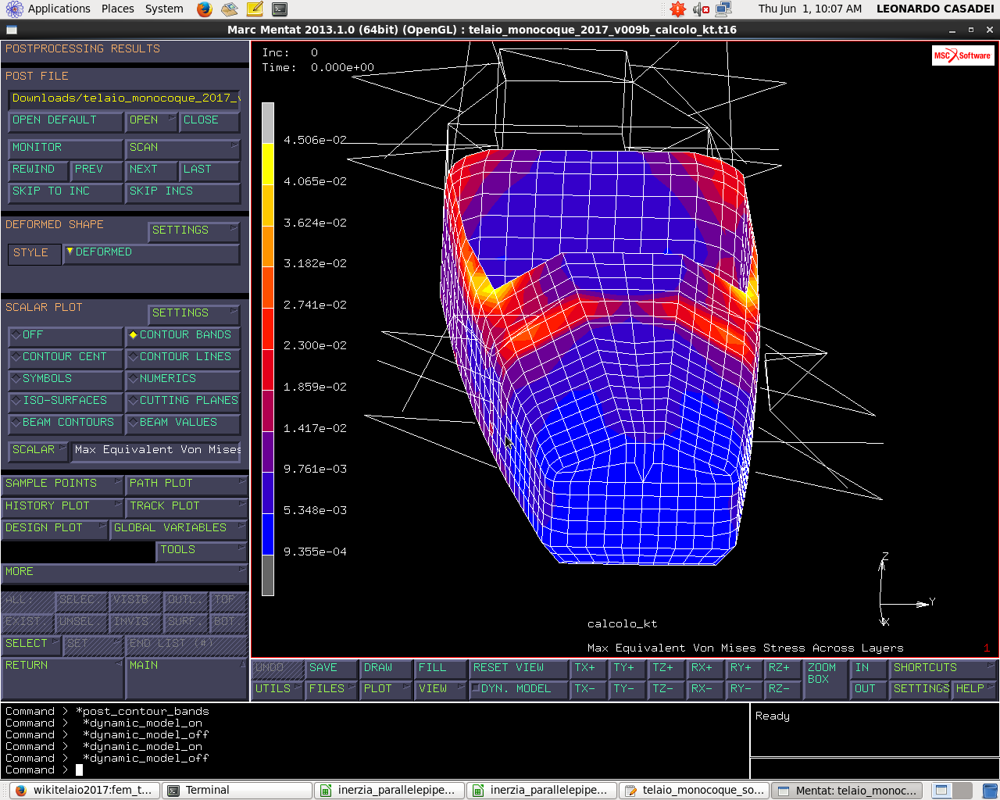 Applications Places System Thu Jun 1, 10:07 AM LEONARDO CASADEI
Marc Mentat 2013.1.0 (64bit) (OpenGL) : telaio_monocoque_2017_v009b_calcolo_kt.t16
POSTPROCESSING RESULTS
POST FILE
Downloads/telaio_monocoque_2017_v
OPEN DEFAULT OPEN CLOSE
MONITOR SCAN
REWIND PREV NEXT LAST
SKIP TO INC SKIP INCS
DEFORMED SHAPE
SETTINGS
STYLE DEFORMED
SCALAR PLOT
SETTINGS
OFF CONTOUR BANDS
CONTOUR CENT CONTOUR LINES
SYMBOLS NUMERICS
ISO-SURFACES CUTTING PLANES
BEAM CONTOURS BEAM VALUES
SCALAR Max Equivalent Von Mises
SAMPLE POINTS PATH PLOT
HISTORY PLOT TRACK PLOT
DESIGN PLOT GLOBAL VARIABLES
TOOLS
MORE
ALL: SELEC. VISIB. OUTL. TOP
EXIST. UNSEL. INVIS. SURF. BOT
SELECT SET END LIST (#)
RETURN MAIN
Inc: 0
Time: 0.000e+00
MSC Software
4.506e-02
4.065e-02
3.624e-02
3.182e-02
2.741e-02
2.300e-02
1.859e-02
1.417e-02
9.761e-03
5.348e-03
9.355e-04
Z
Y
X
calcolo_kt
Max Equivalent Von Mises Stress Across Layers 1
UNDO SAVE DRAW FILL RESET VIEW TX+ TY+ TZ+ RX+ RY+ RZ+ ZOOM BOX IN SHORTCUTS
UTILS FILES PLOT VIEW DYN. MODEL TX- TY- TZ- RX- RY- RZ- OUT SETTINGS HELP
Command > *post_contour_bands
Command > *dynamic_model_on
Command > *dynamic_model_off
Command > *dynamic_model_on
Command > *dynamic_model_off
Command >
Ready
wikitelaio2017:fem_t... Terminal inerzia_parallelepipe... inerzia_parallelepipe... telaio_monocoque_so... Mentat: telaio_monoc...